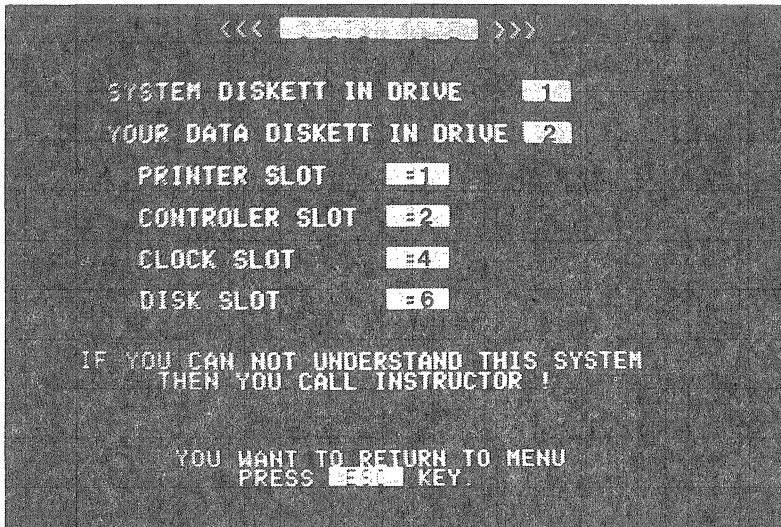 <<< >>>
SYSTEM DISKETT IN DRIVE 1
YOUR DATA DISKETT IN DRIVE 2
PRINTER SLOT =1
CONTROLER SLOT =2
CLOCK SLOT =4
DISK SLOT =6
IF YOU CAN NOT UNDERSTAND THIS SYSTEM
THEN YOU CALL INSTRUCTOR !
YOU WANT TO RETURN TO MENU
PRESS ESC KEY.